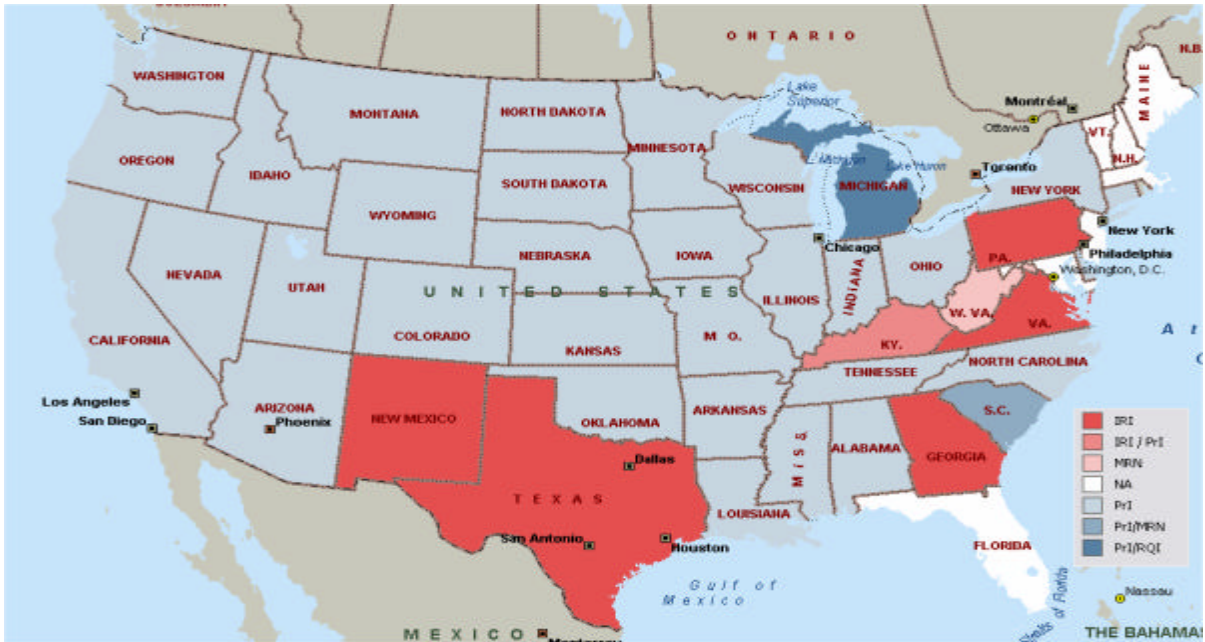 ONTARIO
N.B.
WASHINGTON
MONTANA
NORTH DAKOTA
Lake
Superior
Montréal
MAINE
Ottawa
VT.
OREGON
MINNESOTA
N.H.
IDAHO
L. Michigan
Lake Huron
Toronto
SOUTH DAKOTA
WISCONSIN
MICHIGAN
NEW YORK
WYOMING
New York
Chicago
Philadelphia
NEBRASKA
IOWA
PA.
NEVADA
OHIO
Washington, D.C.
UTAH
UNITED STATES
ILLINOIS
INDIANA
W. VA.
COLORADO
M O.
VA.
CALIFORNIA
KANSAS
KY.
NORTH CAROLINA
TENNESSEE
Los Angeles
ARIZONA
NEW MEXICO
ARKANSAS
S.C.
San Diego
Phoenix
OKLAHOMA
MISS.
ALABAMA
GEORGIA
Dallas
TEXAS
LOUISIANA
San Antonio
Houston
FLORIDA
Gulf of
Mexico
Nassau
MEXICO
THE BAHAMAS
IRI
IRI / PrI
MRN
NA
PrI
PrI/MRN
PrI/RQI